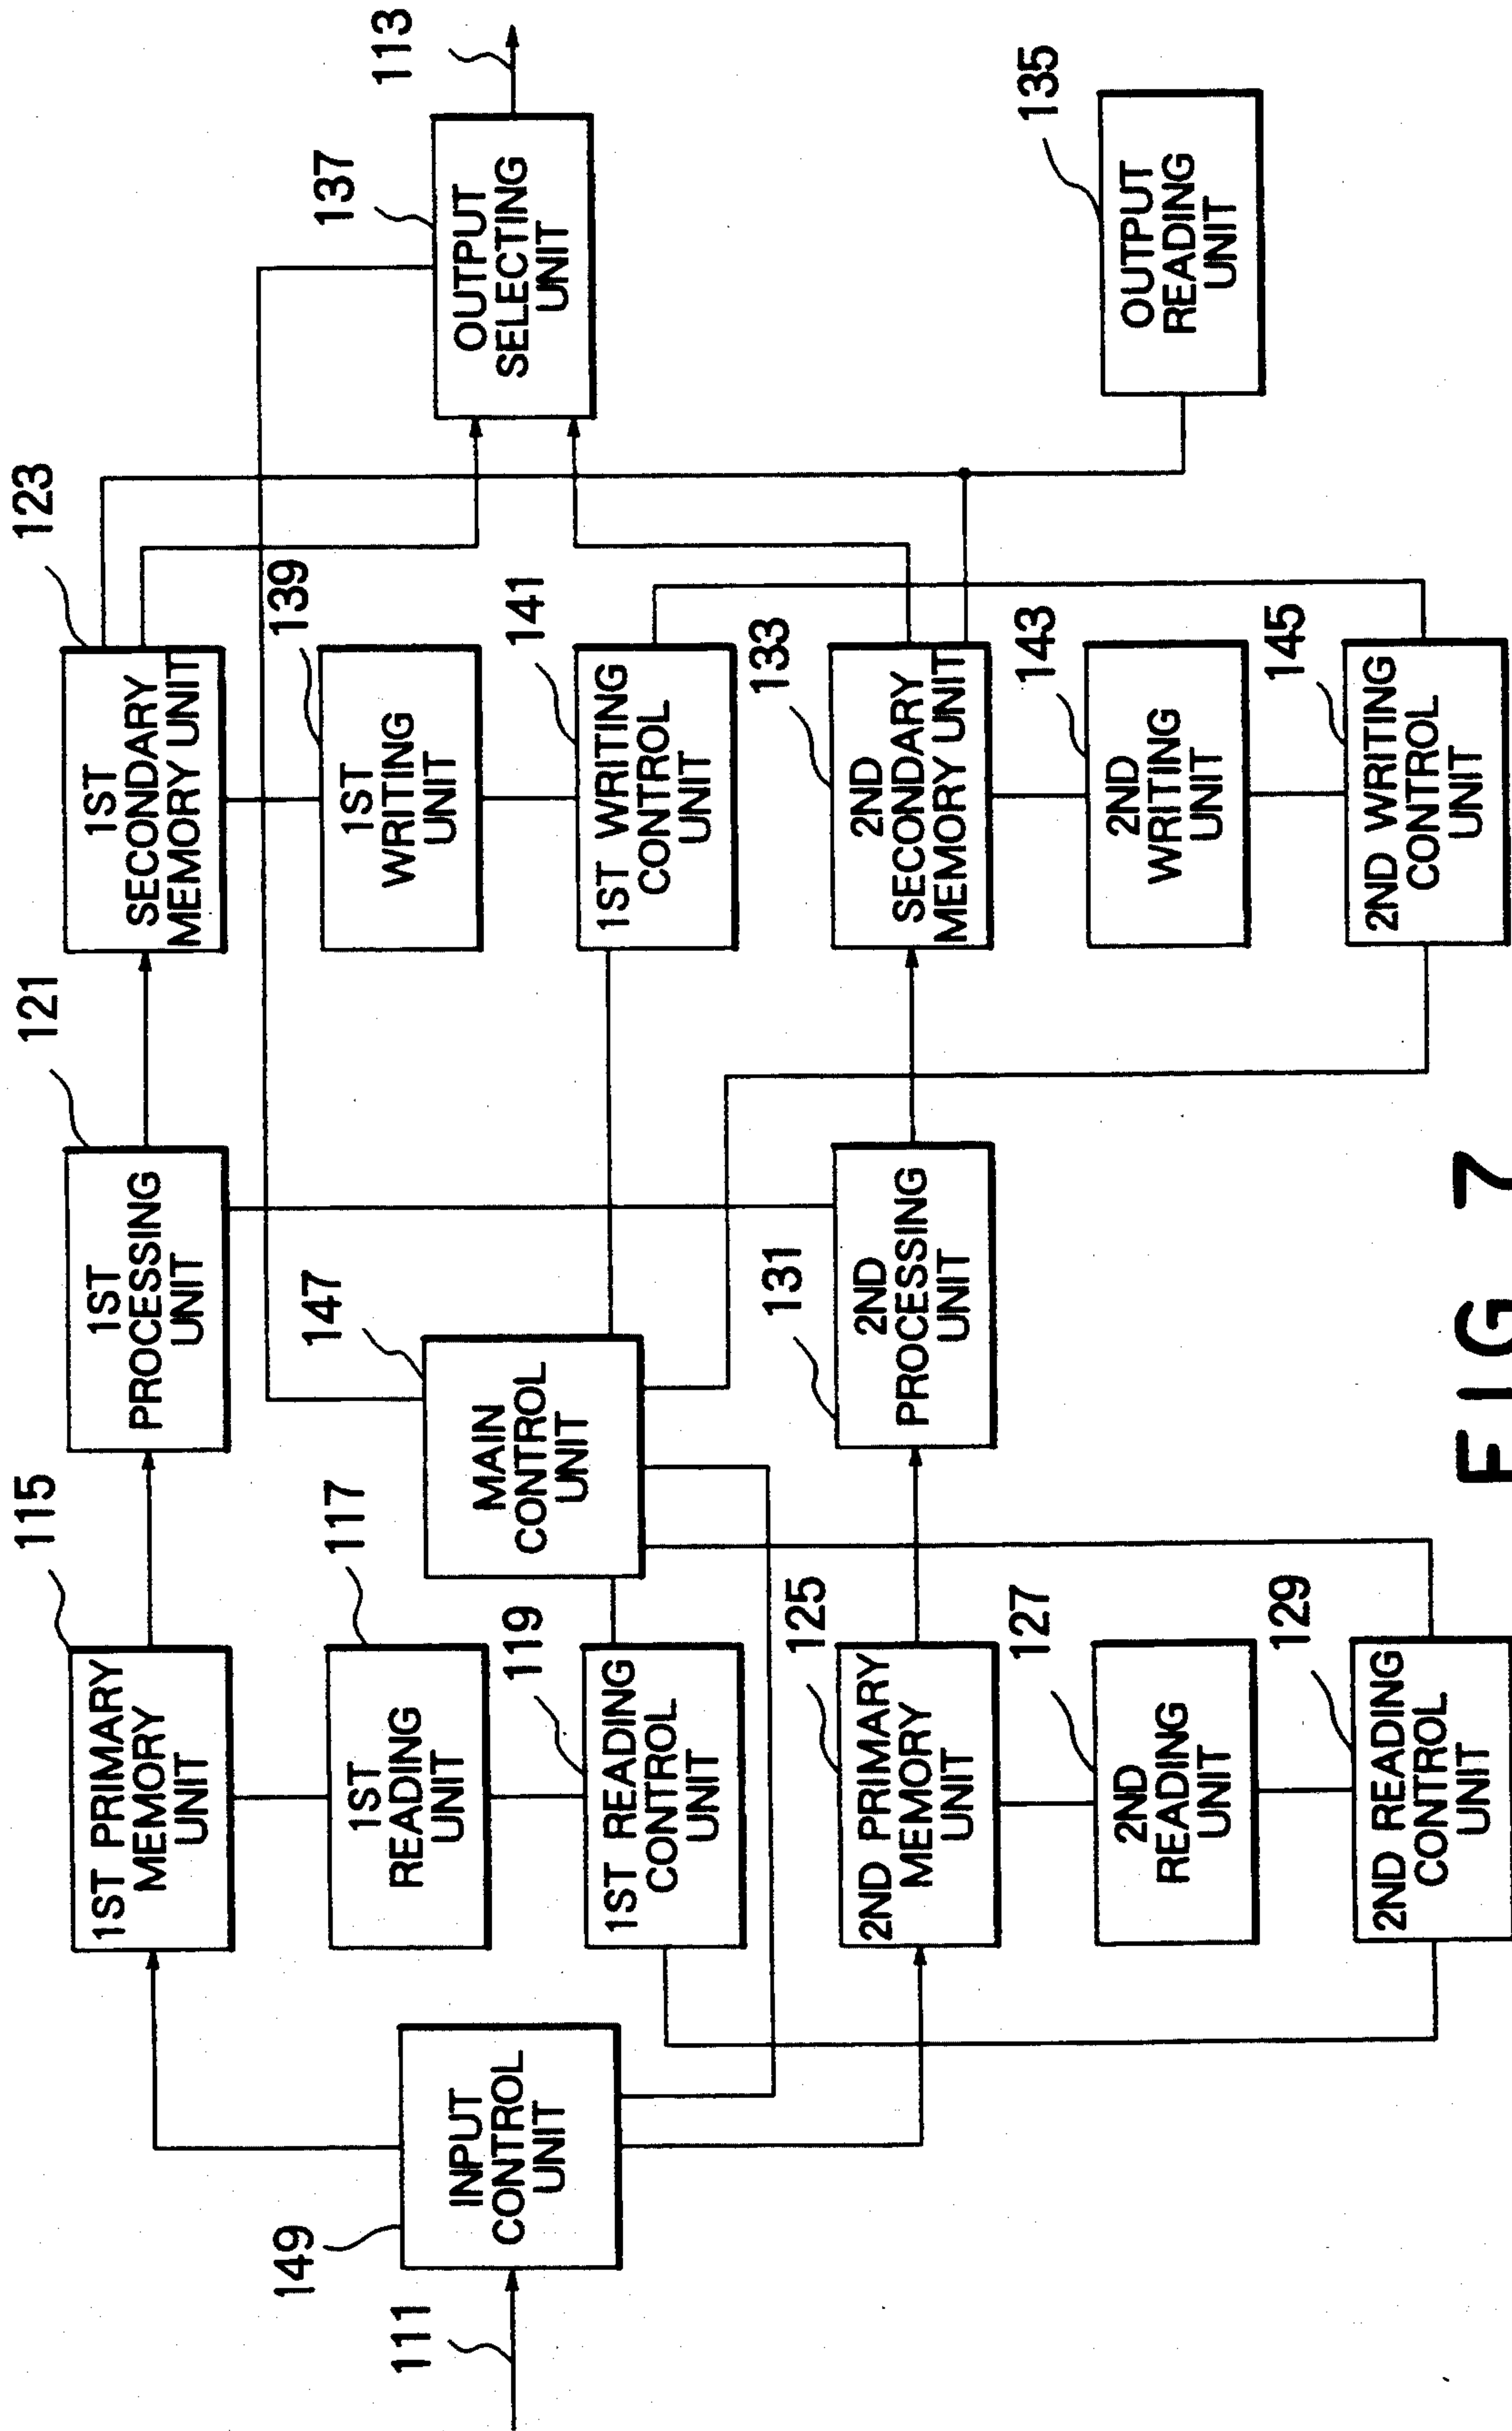 113
137
OUTPUT
SELECTING
UNIT
135
OUTPUT
READING
UNIT
123
1ST
SECONDARY
MEMORY UNIT
139
1ST
WRITING
UNIT
141
1ST WRITING
CONTROL
UNIT
133
2ND
SECONDARY
MEMORY UNIT
143
2ND
WRITING
UNIT
145
2ND WRITING
CONTROL
UNIT
121
1ST
PROCESSING
UNIT
147
MAIN
CONTROL
UNIT
131
2ND
PROCESSING
UNIT
115
1ST PRIMARY
MEMORY
UNIT
117
1ST
READING
UNIT
119
1ST READING
CONTROL
UNIT
125
2ND PRIMARY
MEMORY
UNIT
127
2ND
READING
UNIT
129
2ND READING
CONTROL
UNIT
149
INPUT
CONTROL
UNIT
111
FIG 7